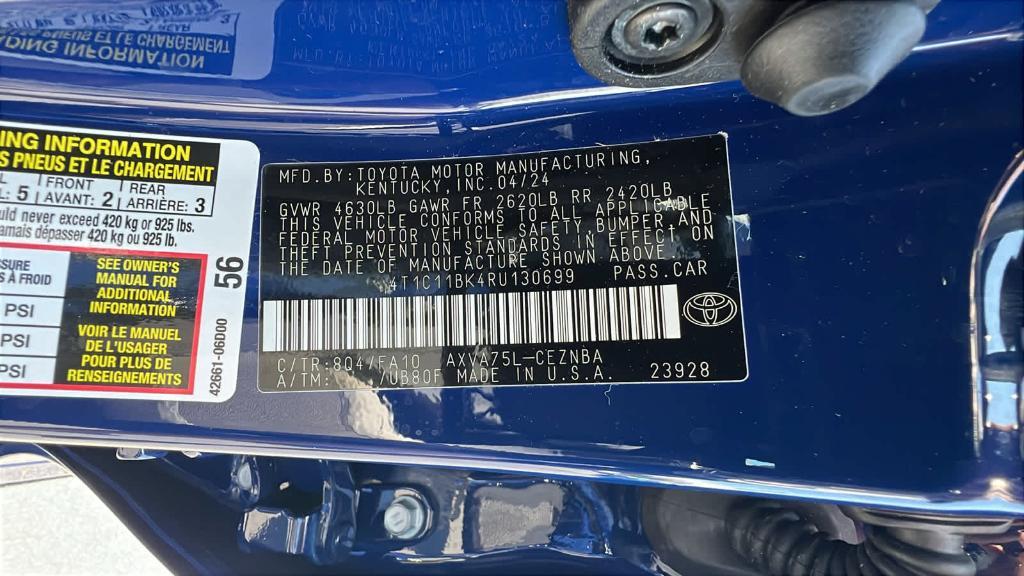 ING INFORMATION
S PNEUS ET LE CHARGEMENT
L: 5 FRONT REAR
AVANT: 2 ARRIÈRE: 3
uld never exceed 420 kg or 925 lbs.
amais dépasser 420 kg ou 925 lb.
SSURE
S À FROID
PSI
PSI
PSI
SEE OWNER'S
MANUAL FOR
ADDITIONAL
INFORMATION
VOIR LE MANUEL
DE L'USAGER
POUR PLUS DE
RENSEIGNEMENTS
56
42661-06D00
MFD.BY:TOYOTA MOTOR MANUFACTURING,
KENTUCKY,INC.04/24
GVWR 4630LB GAWR FR 2620LB RR 2420LB
THIS VEHICLE CONFORMS TO ALL APPLICABLE
FEDERAL MOTOR VEHICLE SAFETY,BUMPER,AND
THEFT PREVENTION STANDARDS IN EFFECT ON
THE DATE OF MANUFACTURE SHOWN ABOVE.
4T1C11BK4RU130699 PASS.CAR
C/TR:8Q4/FA10 AXVA75L-CEZNBA
A/TM: /UB80F MADE IN U.S.A. 23928